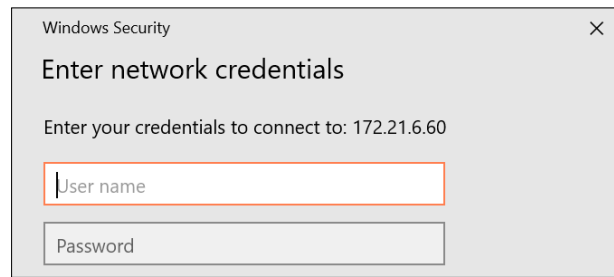 Windows Security
Enter network credentials
Enter your credentials to connect to: 172.21.6.60
User name
Password